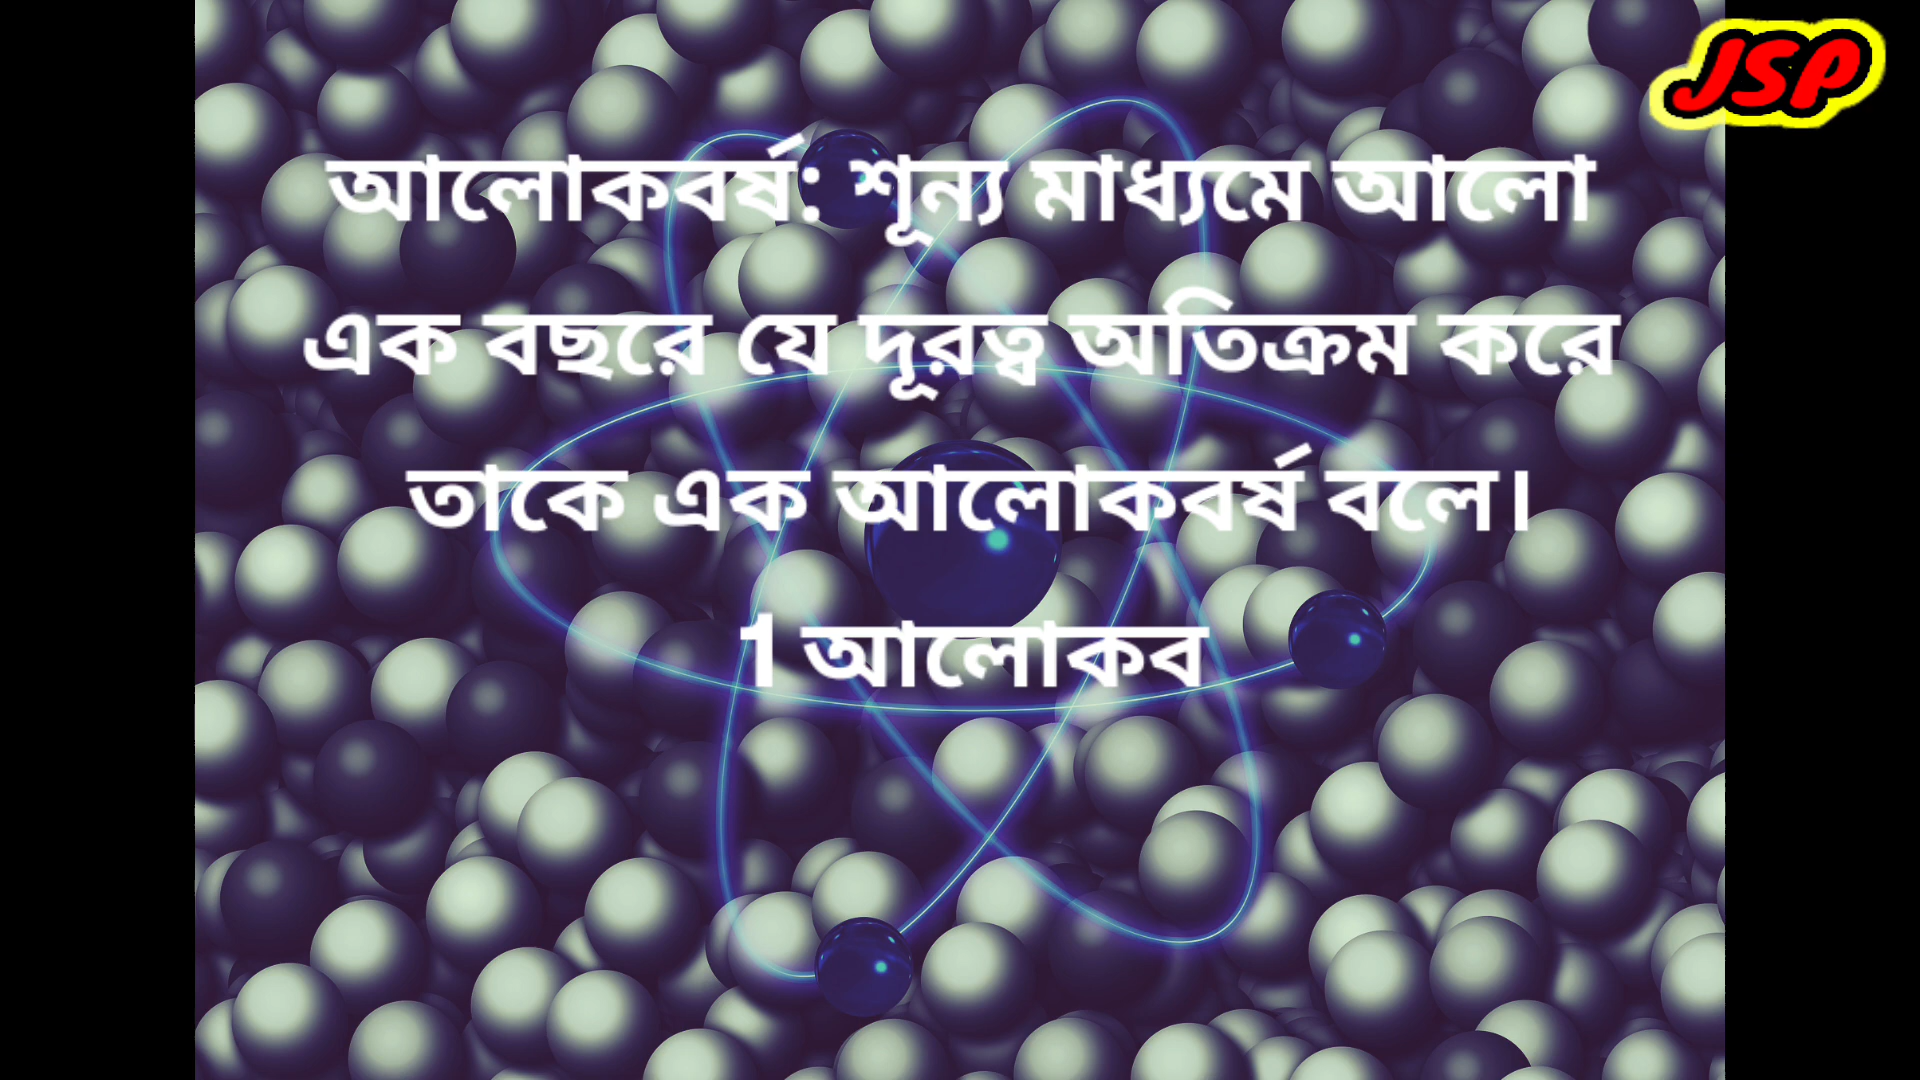 JSP
আলোকবর্ষ: শূন্য মাধ্যমে আলো
এক বছরে যে দূরত্ব অতিক্রম করে
তাকে এক আলোকবর্ষ বলে।
1 আলোকব